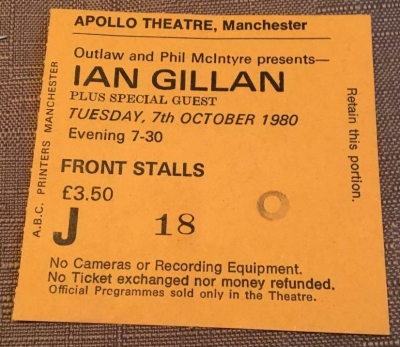 APOLLO THEATRE, Manchester
Outlaw and Phil McIntyre presents—
IAN GILLAN
PLUS SPECIAL GUEST
TUESDAY, 7th OCTOBER 1980
Evening 7-30
FRONT STALLS
£3.50
J 18
No Cameras or Recording Equipment.
No Ticket exchanged nor money refunded.
Official Programmes sold only in the Theatre.
A.B.C. PRINTERS MANCHESTER
Retain this portion.